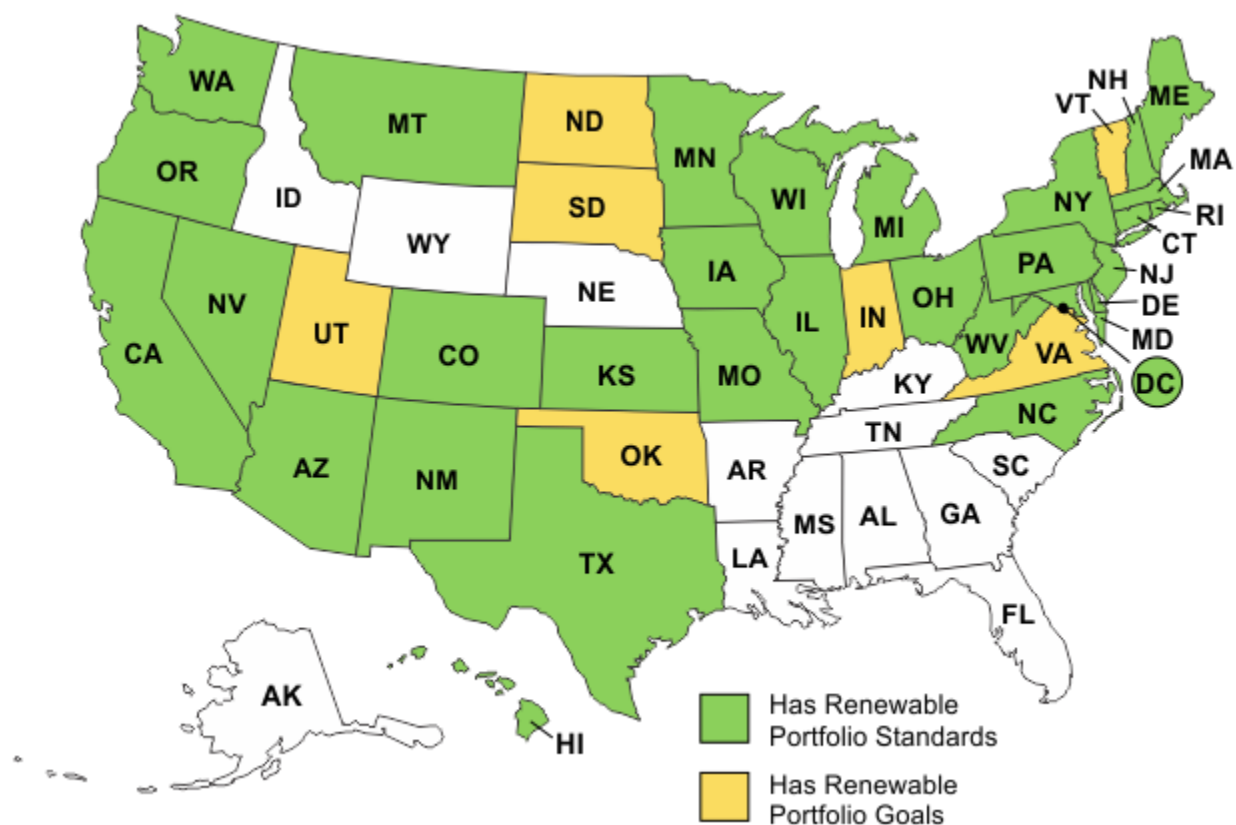 WA
MT
ND
MN
NH
VT
ME
OR
ID
SD
WI
MI
NY
MA
RI
CT
WY
IA
PA
NJ
NE
NV
UT
CO
IL
IN
OH
DE
MD
CA
KS
MO
WV
VA
DC
KY
NC
TN
AZ
NM
OK
AR
SC
MS
AL
GA
TX
LA
FL
AK
HI
Has Renewable
Portfolio Standards
Has Renewable
Portfolio Goals